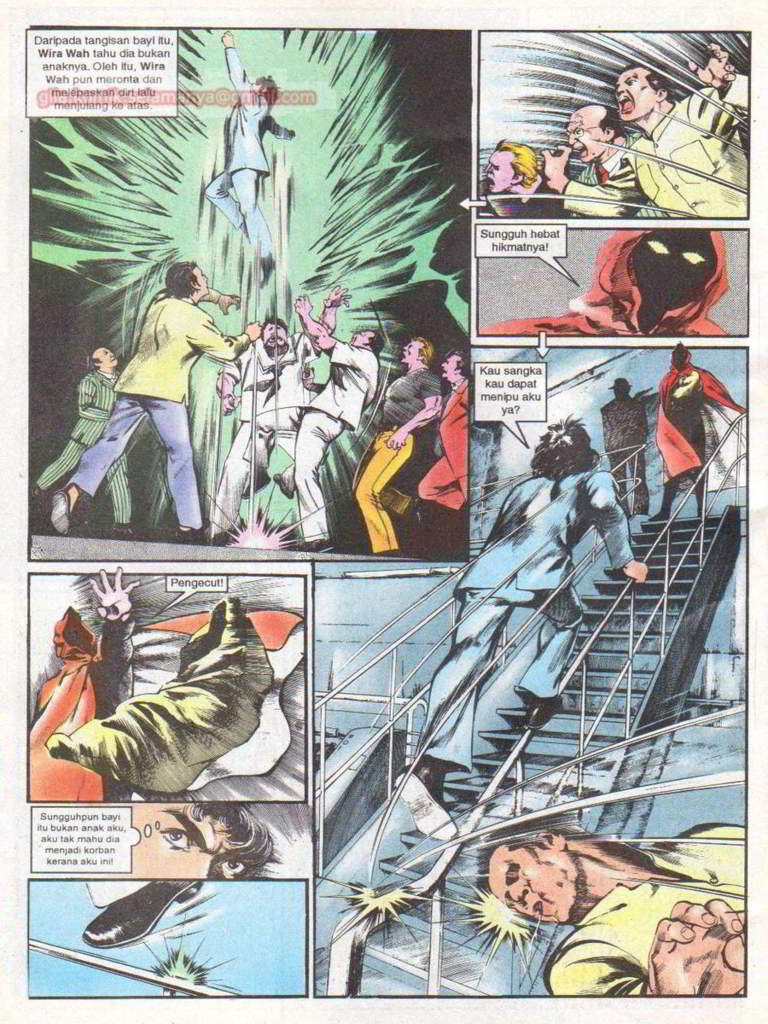 Daripada tangisan bayi itu,
Wira Wah tahu dia bukan
anaknya. Oleh itu, Wira
Wah pun meronta dan
melepaskan diri lalu
menjulang ke atas.
Sungguh hebat
hikmatnya!
Kau sangka
kau dapat
menipu aku
ya?
Pengecut!
Sungguhpun bayi
itu bukan anak aku,
aku tak mahu dia
menjadi korban
kerana aku ini!